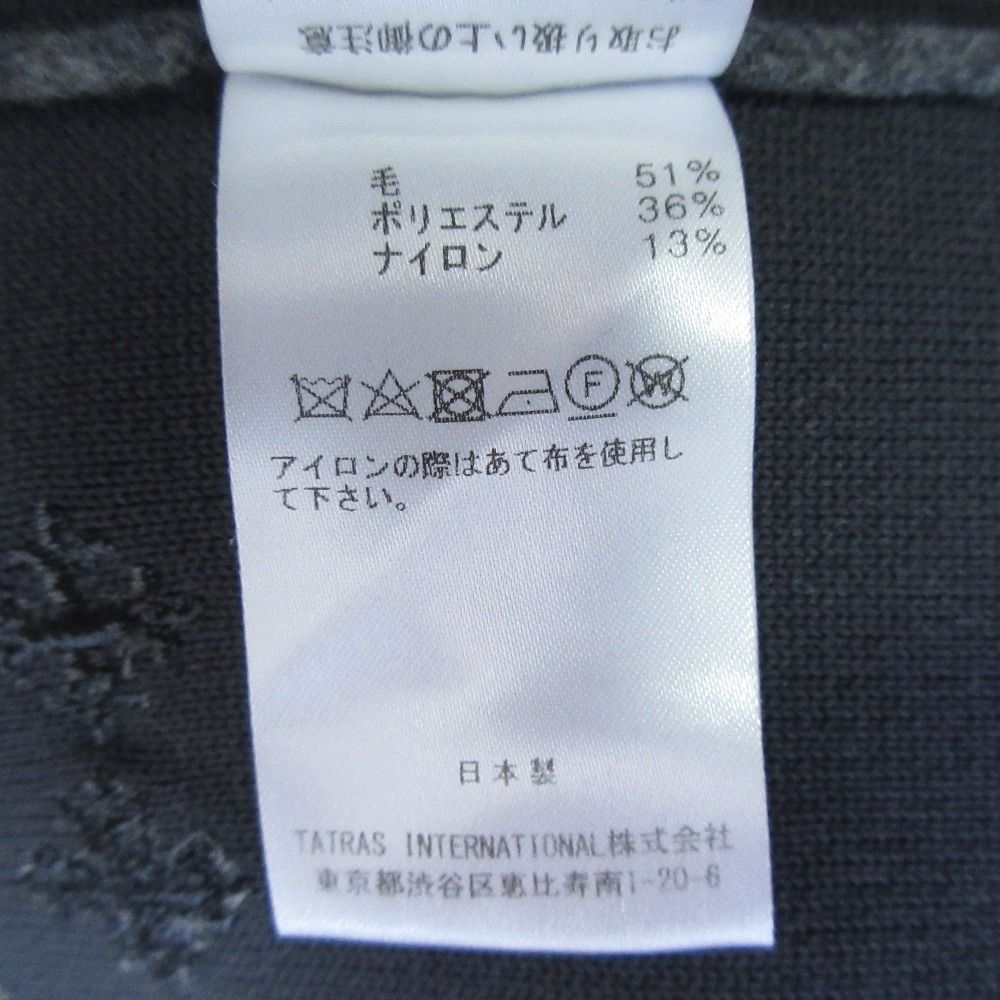 お取り扱い上の御注意
毛 51%
ポリエステル 36%
ナイロン 13%
F W
アイロンの際はあて布を使用し
て下さい。
日本製
TATRAS INTERNATIONAL株式会社
東京都渋谷区恵比寿南1-20-6